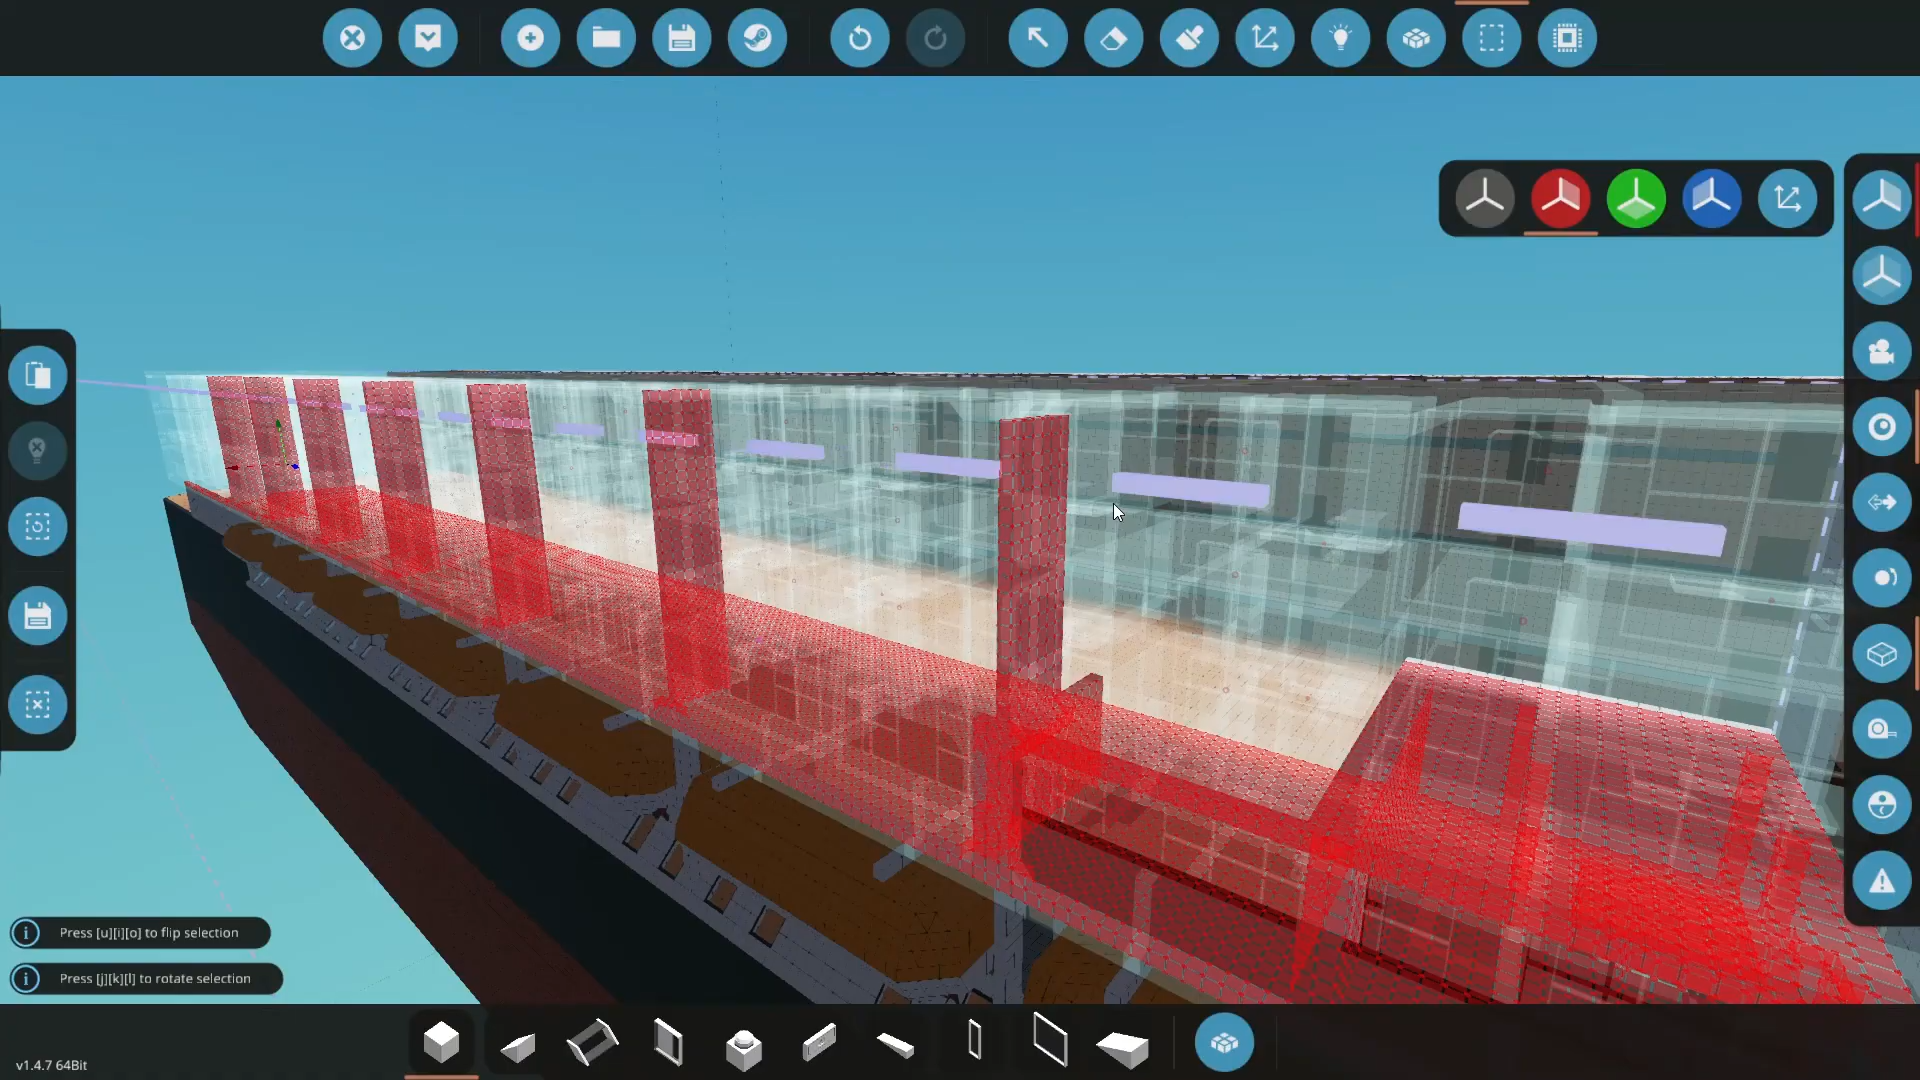 Press [u][i][o] to flip selection
Press [j][k][l] to rotate selection
v1.4.7 64Bit